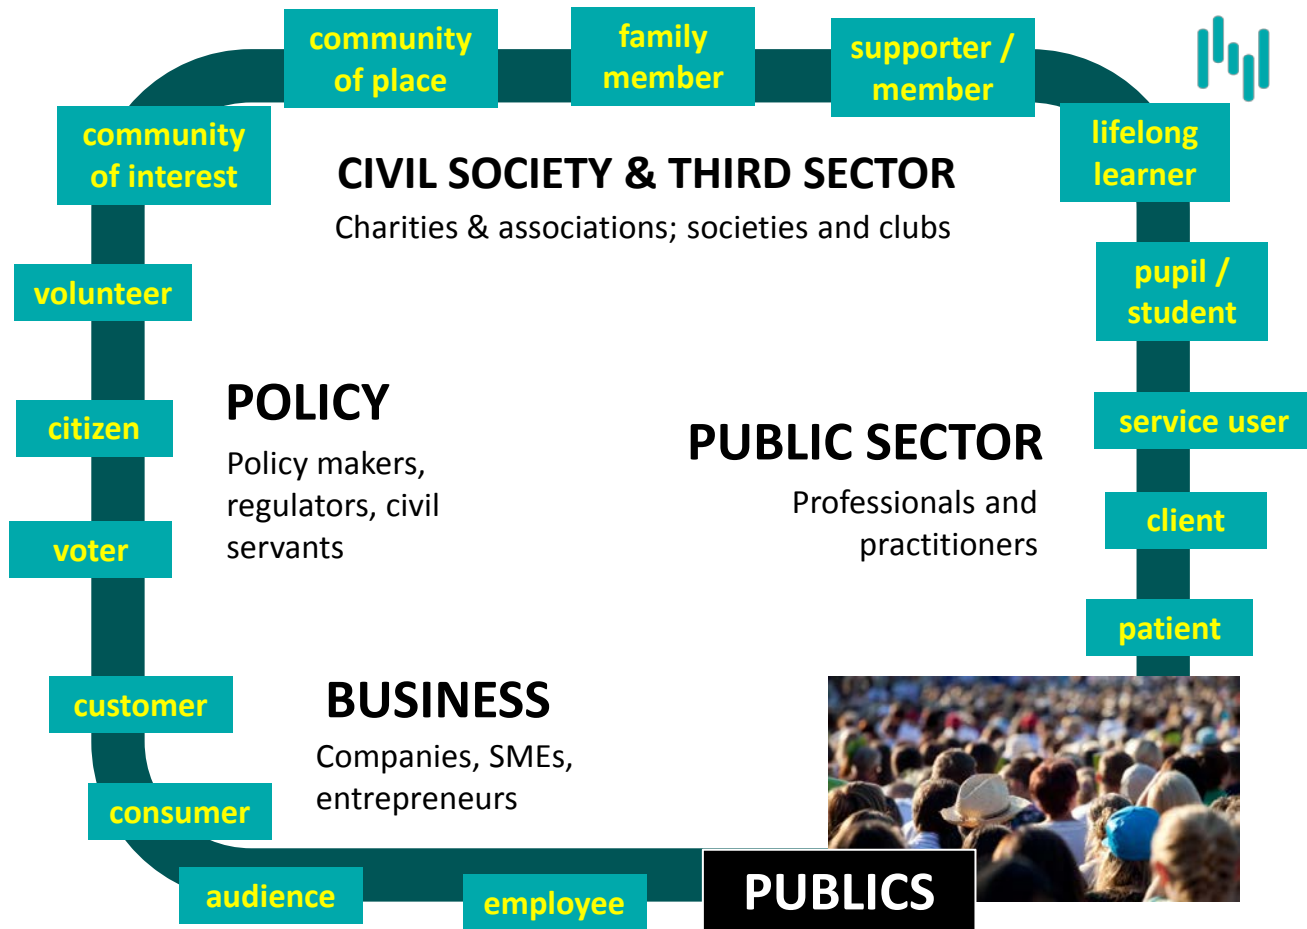 community
of place
family
member
supporter /
member
community
of interest
lifelong
learner
CIVIL SOCIETY & THIRD SECTOR
Charities & associations; societies and clubs
volunteer
pupil /
student
citizen
POLICY
Policy makers,
regulators, civil
servants
service user
PUBLIC SECTOR
Professionals and
practitioners
voter
client
patient
customer
BUSINESS
Companies, SMEs,
entrepreneurs
consumer
audience
employee
PUBLICS